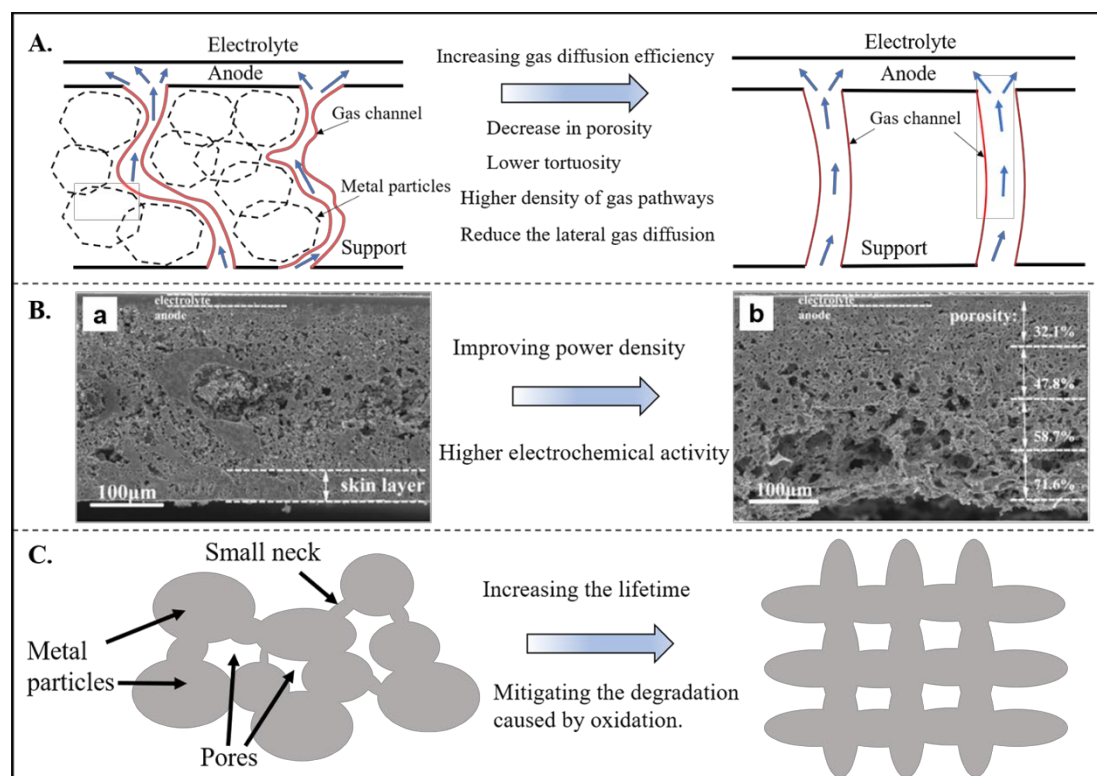 A.
Electrolyte
Anode
Gas channel
Metal particles
Support
Increasing gas diffusion efficiency
Decrease in porosity
Lower tortuosity
Higher density of gas pathways
Reduce the lateral gas diffusion
Electrolyte
Anode
Gas channel
Support
B.
a
electrolyte
anode
skin layer
100μm
Improving power density
Higher electrochemical activity
b
electrolyte
anode
porosity:
32.1%
47.8%
58.7%
71.6%
100μm
C.
Small neck
Metal
particles
Pores
Increasing the lifetime
Mitigating the degradation
caused by oxidation.